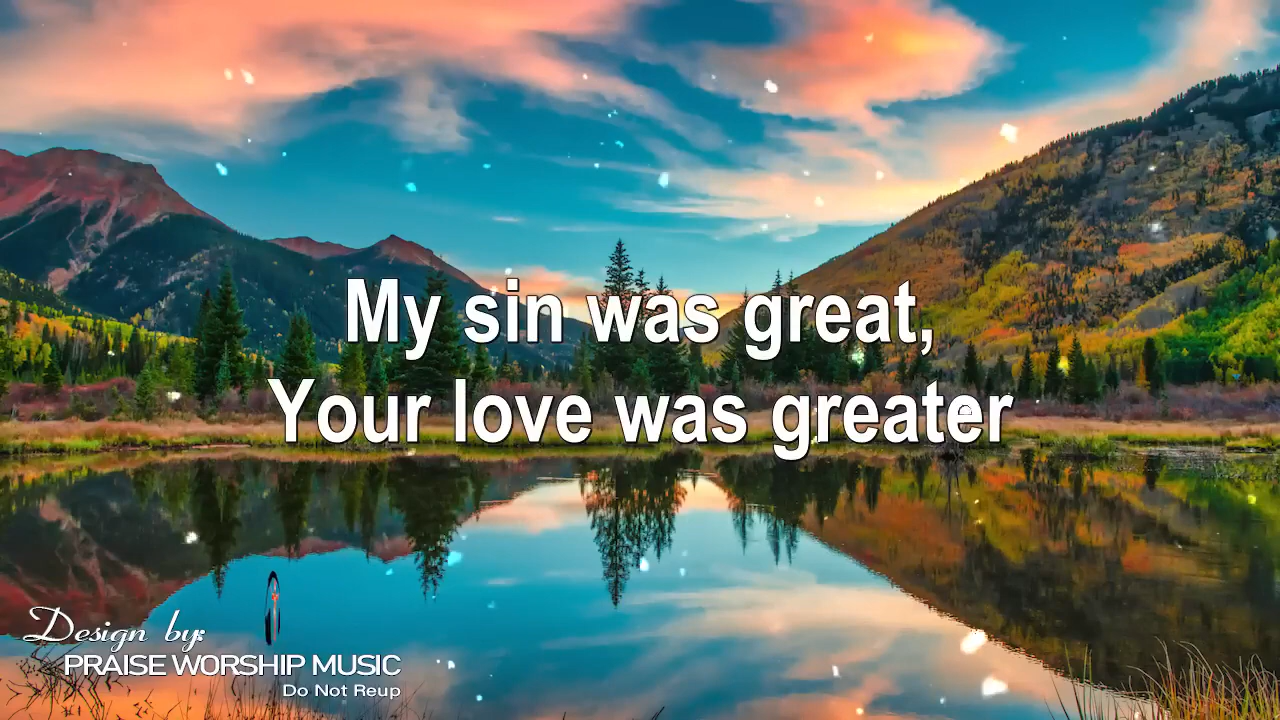 My sin was great,
Your love was greater
Design by:
PRAISE WORSHIP MUSIC
Do Not Reup